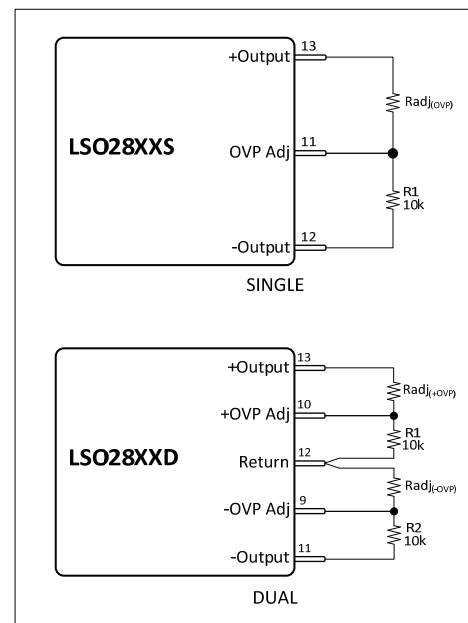 13
+Output
Radj(OVP)
LSO28XXS
11
OVP Adj
R1
10k
12
-Output
SINGLE
13
+Output
Radj(+OVP)
10
+OVP Adj
R1
10k
LSO28XXD
12
Return
Radj(-OVP)
9
-OVP Adj
R2
10k
11
-Output
DUAL